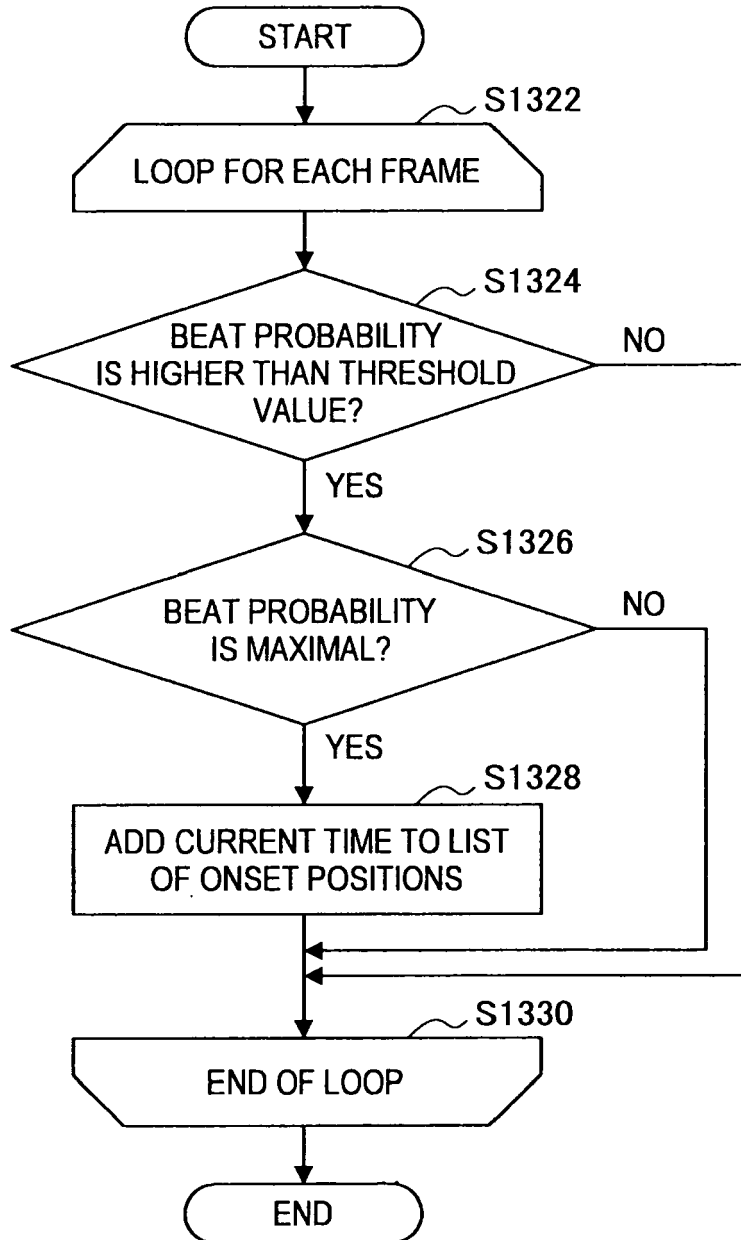 START
S1322
LOOP FOR EACH FRAME
S1324
BEAT PROBABILITY
IS HIGHER THAN THRESHOLD
VALUE?
NO
YES
S1326
BEAT PROBABILITY
IS MAXIMAL?
NO
YES
S1328
ADD CURRENT TIME TO LIST
OF ONSET POSITIONS
S1330
END OF LOOP
END